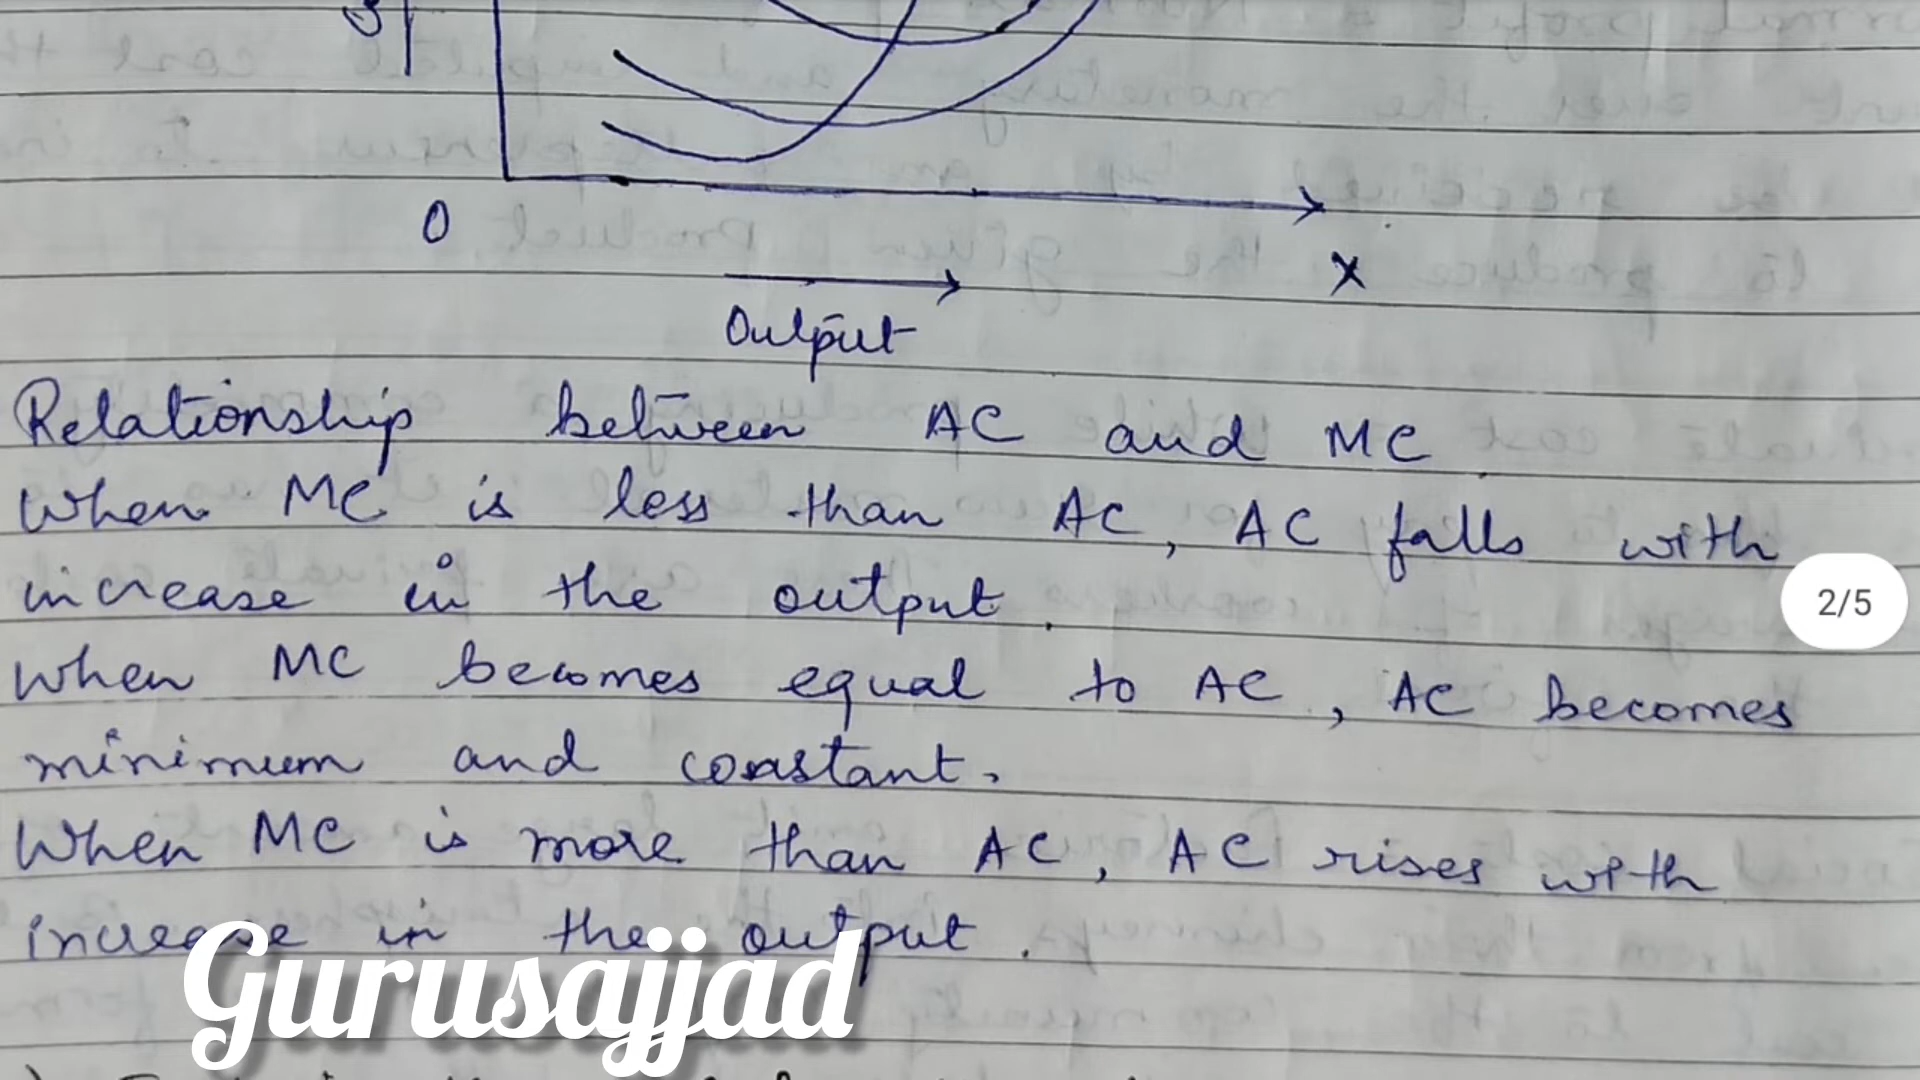 0
X
Output
Relationship between AC and MC
When MC is less than AC, AC falls with
increase in the output.
When MC becomes equal to AC, AC becomes
minimum and constant.
When MC is more than AC, AC rises with
increase in the output.
2/5
Gurusajjad